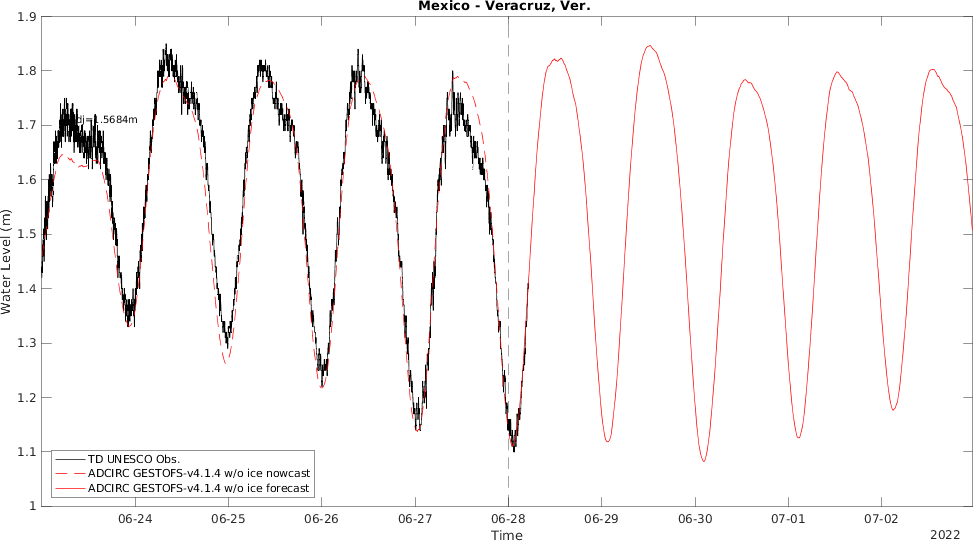 Mexico - Veracruz, Ver.
1.9
1.8
1.7
1.6
1.5
1.4
1.3
1.2
1.1
1
Water Level (m)
1.5684m
TD UNESCO Obs.
ADCIRC GESTOFS-v4.1.4 w/o ice nowcast
ADCIRC GESTOFS-v4.1.4 w/o ice forecast
06-24
06-25
06-26
06-27
06-28
06-29
06-30
07-01
07-02
Time
2022